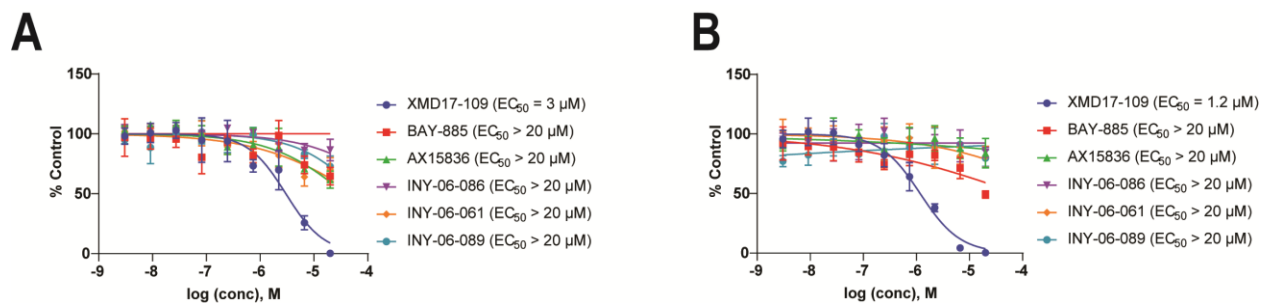 A
150
100
50
0
% Control
-9
-8
-7
-6
-5
-4
log (conc), M
XMD17-109 (EC50 = 3 µM)
BAY-885 (EC50 > 20 µM)
AX15836 (EC50 > 20 µM)
INY-06-086 (EC50 > 20 µM)
INY-06-061 (EC50 > 20 µM)
INY-06-089 (EC50 > 20 µM)
B
150
100
50
0
% Control
-9
-8
-7
-6
-5
-4
log (conc), M
XMD17-109 (EC50 = 1.2 µM)
BAY-885 (EC50 > 20 µM)
AX15836 (EC50 > 20 µM)
INY-06-086 (EC50 > 20 µM)
INY-06-061 (EC50 > 20 µM)
INY-06-089 (EC50 > 20 µM)